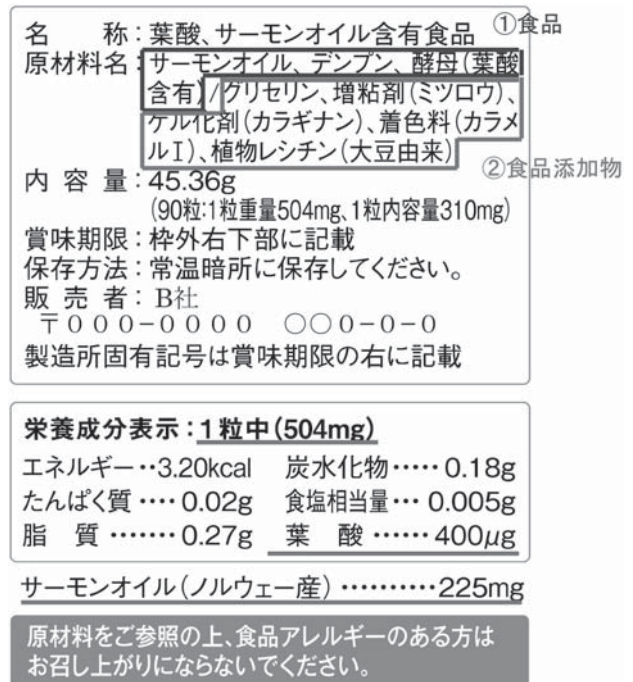 名　　称：葉酸、サーモンオイル含有食品　①食品
原材料名：サーモンオイル、デンプン、酵母(葉酸
含有)/グリセリン、増粘剤(ミツロウ)、
ゲル化剤(カラギナン)、着色料(カラメ
ルI)、植物レシチン(大豆由来)
②食品添加物
内 容 量：45.36g
(90粒:1粒重量504mg、1粒内容量310mg)
賞味期限：枠外右下部に記載
保存方法：常温暗所に保存してください。
販 売 者：B社
〒000-0000　○○0-0-0
製造所固有記号は賞味期限の右に記載
栄養成分表示：1粒中(504mg)
エネルギー‥3.20kcal　炭水化物‥‥‥0.18g
たんぱく質‥‥0.02g　食塩相当量‥‥0.005g
脂　質‥‥‥‥0.27g　葉　酸‥‥‥400μg
サーモンオイル(ノルウェー産)‥‥‥‥‥225mg
原材料をご参照の上、食品アレルギーのある方は
お召し上がりにならないでください。